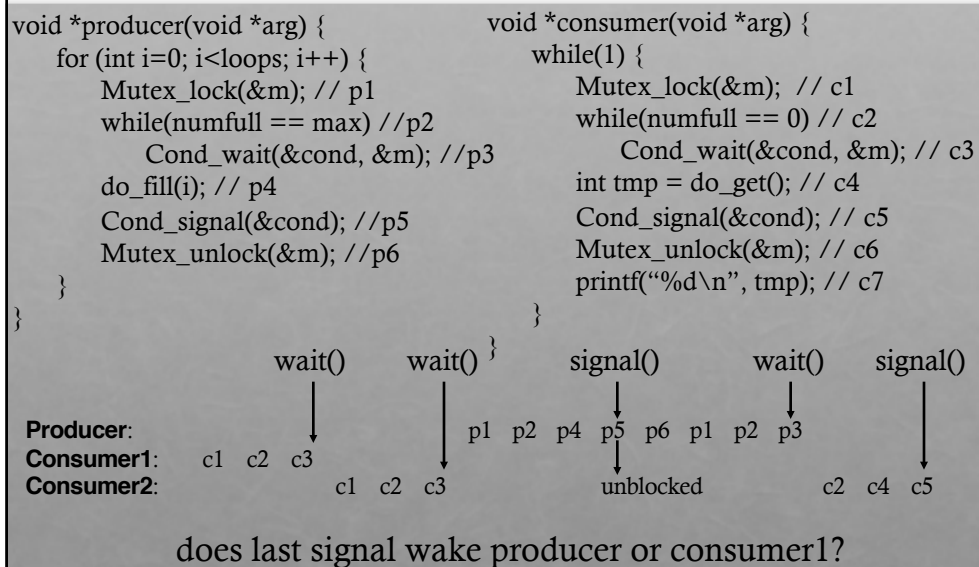 void *producer(void *arg) {
for (int i=0; i<loops; i++) {
Mutex_lock(&m); // p1
while(numfull == max) //p2
Cond_wait(&cond, &m); //p3
do_fill(i); // p4
Cond_signal(&cond); //p5
Mutex_unlock(&m); //p6
}
}
void *consumer(void *arg) {
while(1) {
Mutex_lock(&m); // c1
while(numfull == 0) // c2
Cond_wait(&cond, &m); // c3
int tmp = do_get(); // c4
Cond_signal(&cond); // c5
Mutex_unlock(&m); // c6
printf(“%d\n”, tmp); // c7
}
}
wait() wait() signal() wait() signal()
Producer: p1 p2 p4 p5 p6 p1 p2 p3
Consumer1: c1 c2 c3
Consumer2: c1 c2 c3 unblocked c2 c4 c5
does last signal wake producer or consumer1?